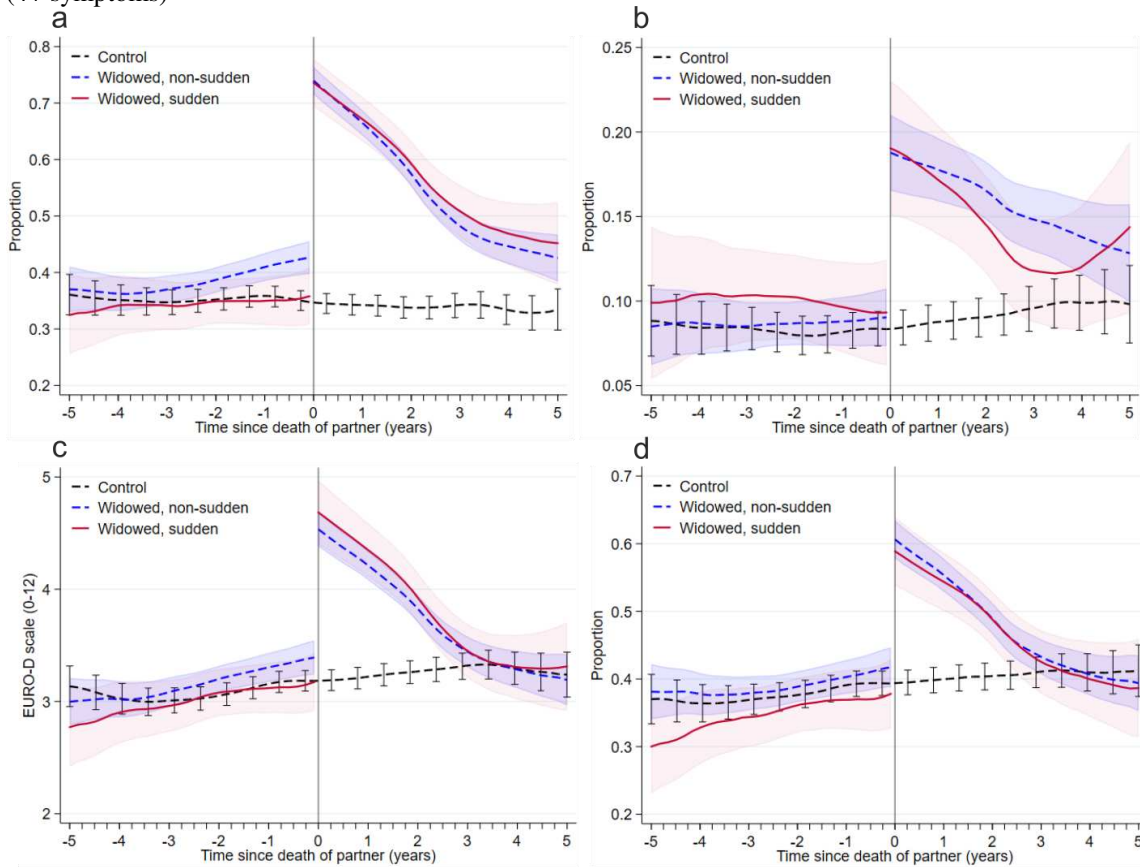 a
0.8
0.7
0.6
0.5
0.4
0.3
0.2
Proportion
Control
Widowed, non-sudden
Widowed, sudden
-5 -4 -3 -2 -1 0 1 2 3 4 5
Time since death of partner (years)
b
0.25
0.20
0.15
0.10
0.05
Proportion
Control
Widowed, non-sudden
Widowed, sudden
-5 -4 -3 -2 -1 0 1 2 3 4 5
Time since death of partner (years)
c
5
4
3
2
EURO-D scale (0-12)
Control
Widowed, non-sudden
Widowed, sudden
-5 -4 -3 -2 -1 0 1 2 3 4 5
Time since death of partner (years)
d
0.7
0.6
0.5
0.4
0.3
0.2
Proportion
Control
Widowed, non-sudden
Widowed, sudden
-5 -4 -3 -2 -1 0 1 2 3 4 5
Time since death of partner (years)